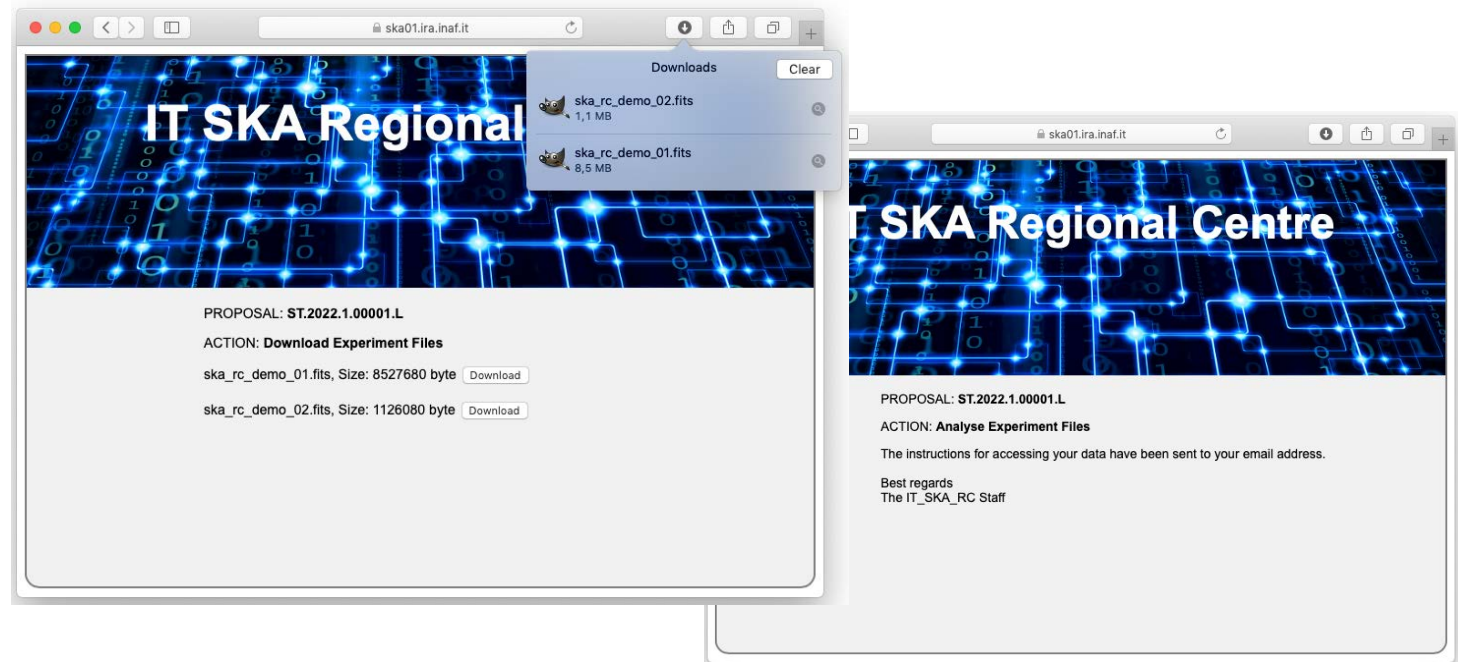 ska01.ira.inaf.it
Downloads
Clear
ska_rc_demo_02.fits
1,1 MB
ska_rc_demo_01.fits
8,5 MB
IT SKA Regional
PROPOSAL: ST.2022.1.00001.L
ACTION: Download Experiment Files
ska_rc_demo_01.fits, Size: 8527680 byte Download
ska_rc_demo_02.fits, Size: 1126080 byte Download
ska01.ira.inaf.it
T SKA Regional Centre
PROPOSAL: ST.2022.1.00001.L
ACTION: Analyse Experiment Files
The instructions for accessing your data have been sent to your email address.
Best regards
The IT_SKA_RC Staff